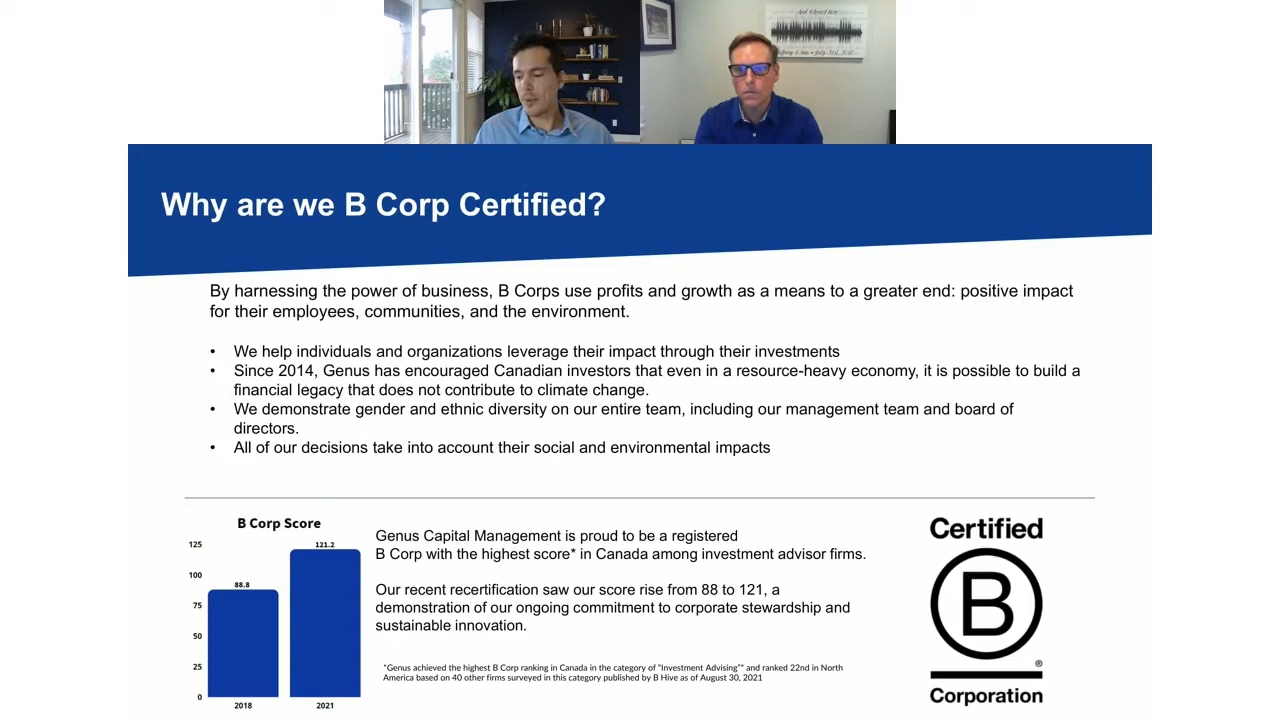 And I loved her
Why are we B Corp Certified?
By harnessing the power of business, B Corps use profits and growth as a means to a greater end: positive impact
for their employees, communities, and the environment.
• We help individuals and organizations leverage their impact through their investments
• Since 2014, Genus has encouraged Canadian investors that even in a resource-heavy economy, it is possible to build a
financial legacy that does not contribute to climate change.
• We demonstrate gender and ethnic diversity on our entire team, including our management team and board of
directors.
• All of our decisions take into account their social and environmental impacts
B Corp Score
125
100
75
50
25
0
88.8
121.2
2018
2021
Genus Capital Management is proud to be a registered
B Corp with the highest score* in Canada among investment advisor firms.
Our recent recertification saw our score rise from 88 to 121, a
demonstration of our ongoing commitment to corporate stewardship and
sustainable innovation.
*Genus achieved the highest B Corp ranking in Canada in the category of "Investment Advising"* and ranked 22nd in North
America based on 40 other firms surveyed in this category published by B Hive as of August 30, 2021
Certified
B
®
Corporation